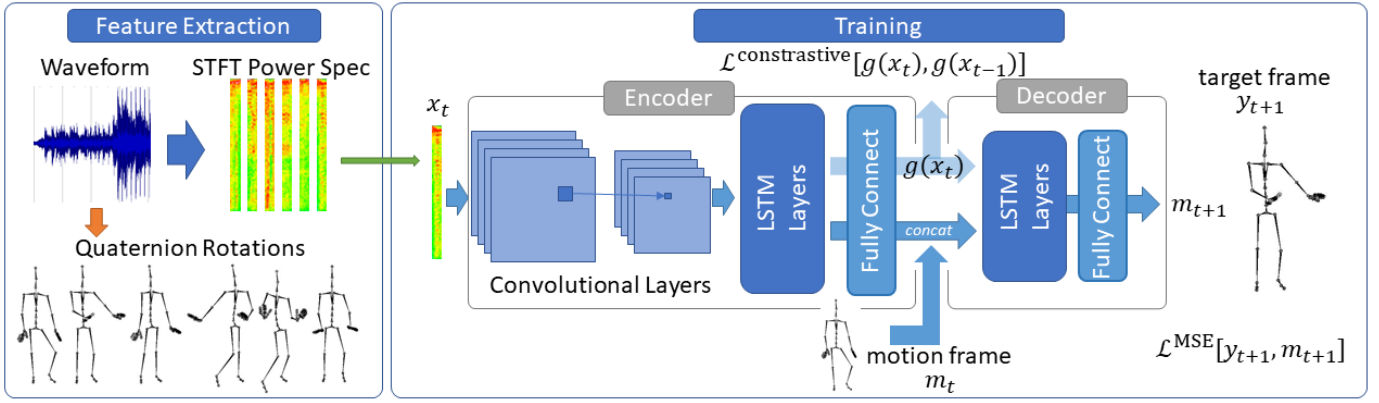 Feature Extraction
Waveform
STFT Power Spec
Quaternion Rotations
Training
ℒ^constrastive[g(x_t), g(x_{t−1})]
x_t
Encoder
Convolutional Layers
LSTM
Layers
Fully Connect
g(x_t)
concat
motion frame
m_t
Decoder
LSTM
Layers
Fully Connect
m_{t+1}
target frame
y_{t+1}
ℒ^MSE[y_{t+1}, m_{t+1}]